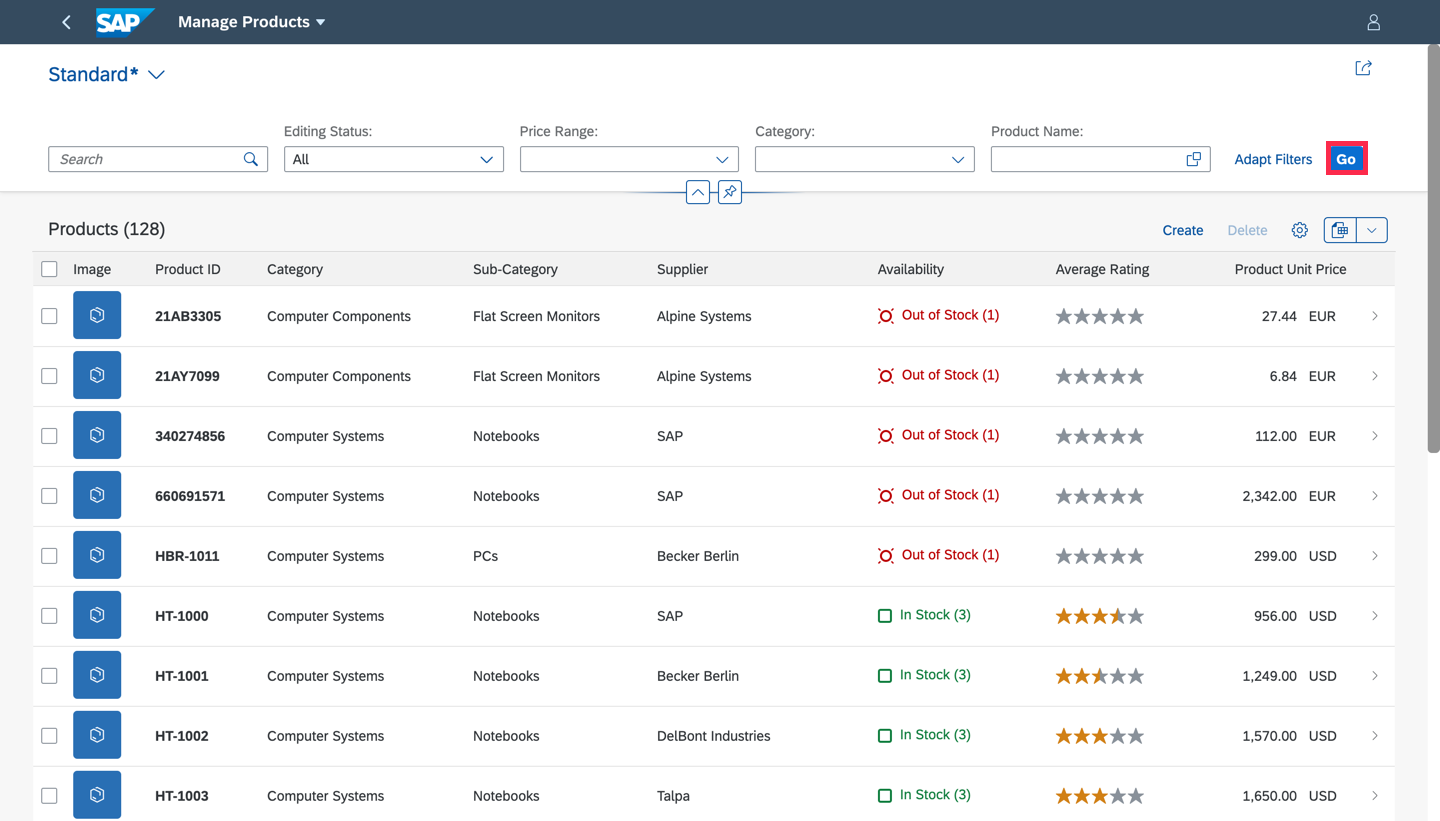 SAP Manage Products
Standard*
Editing Status: Price Range: Category: Product Name:
Search All Adapt Filters Go
Products (128) Create Delete
Image Product ID Category Sub-Category Supplier Availability Average Rating Product Unit Price
21AB3305 Computer Components Flat Screen Monitors Alpine Systems Out of Stock (1) 27.44 EUR
21AY7099 Computer Components Flat Screen Monitors Alpine Systems Out of Stock (1) 6.84 EUR
340274856 Computer Systems Notebooks SAP Out of Stock (1) 112.00 EUR
660691571 Computer Systems Notebooks SAP Out of Stock (1) 2,342.00 EUR
HBR-1011 Computer Systems PCs Becker Berlin Out of Stock (1) 299.00 USD
HT-1000 Computer Systems Notebooks SAP In Stock (3) 956.00 USD
HT-1001 Computer Systems Notebooks Becker Berlin In Stock (3) 1,249.00 USD
HT-1002 Computer Systems Notebooks DelBont Industries In Stock (3) 1,570.00 USD
HT-1003 Computer Systems Notebooks Talpa In Stock (3) 1,650.00 USD